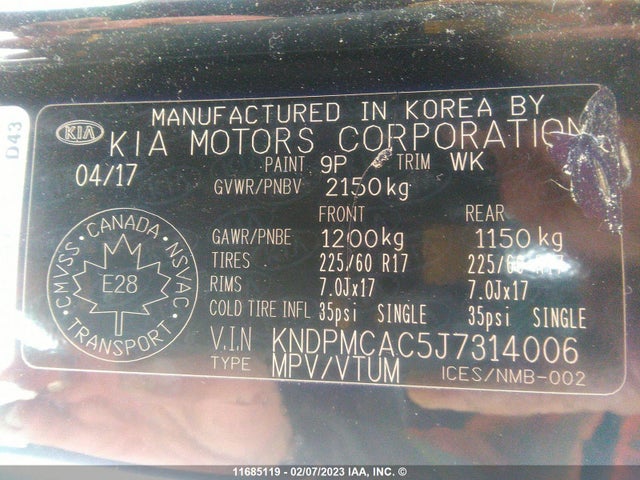 D43
MANUFACTURED IN KOREA BY
KIA KIA MOTORS CORPORATION
04/17 PAINT 9P TRIM WK
GVWR/PNBV 2150kg
FRONT REAR
GAWR/PNBE 1200kg 1150kg
TIRES 225/60 R17 225/60 R17
RIMS 7.0Jx17 7.0Jx17
COLD TIRE INFL 35psi SINGLE 35psi SINGLE
V.I.N KNDPMCAC5J7314006
TYPE MPV/VTUM ICES/NMB-002
CMVSS · CANADA · NSVAC
E28
TRANSPORT
11685119 - 02/07/2023 IAA, INC. ©